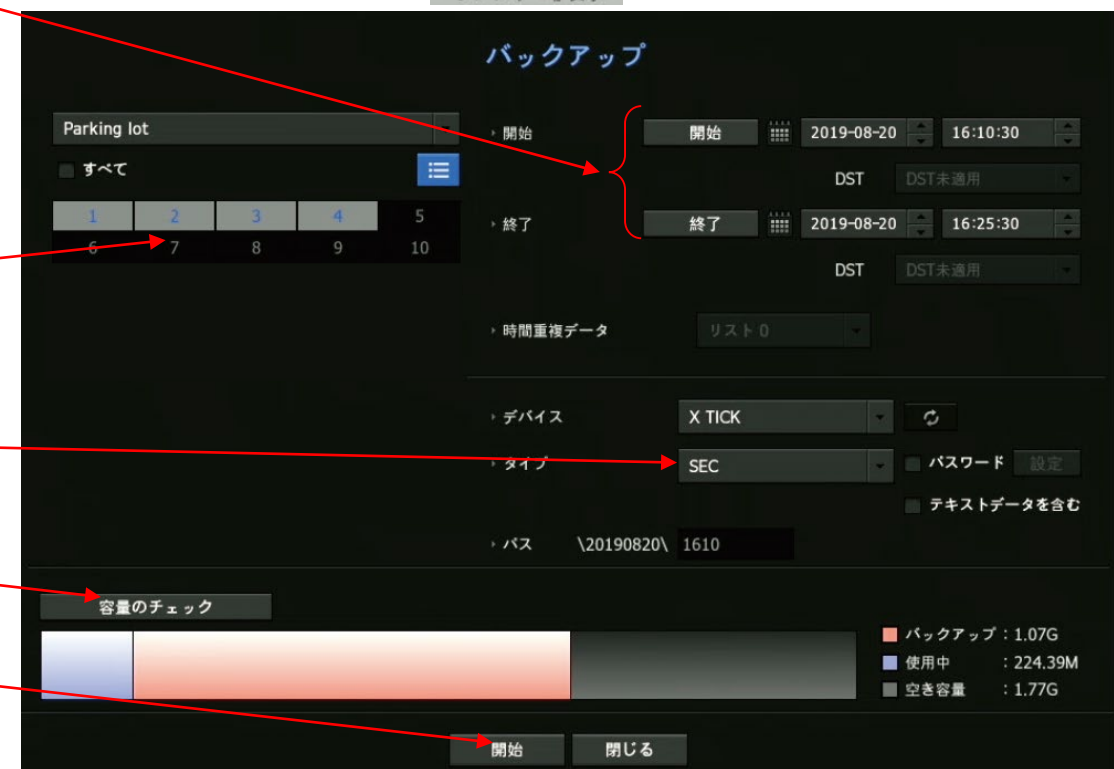 バックアップ
Parking lot
すべて
1 2 3 4 5
6 7 8 9 10
開始 開始 2019-08-20 16:10:30
DST DST未適用
終了 終了 2019-08-20 16:25:30
DST DST未適用
時間重複データ リスト 0
デバイス X TICK
タイプ SEC パスワード 設定
テキストデータを含む
パス \20190820\ 1610
容量のチェック
バックアップ：1.07G
使用中 ：224.39M
空き容量 ：1.77G
開始 閉じる